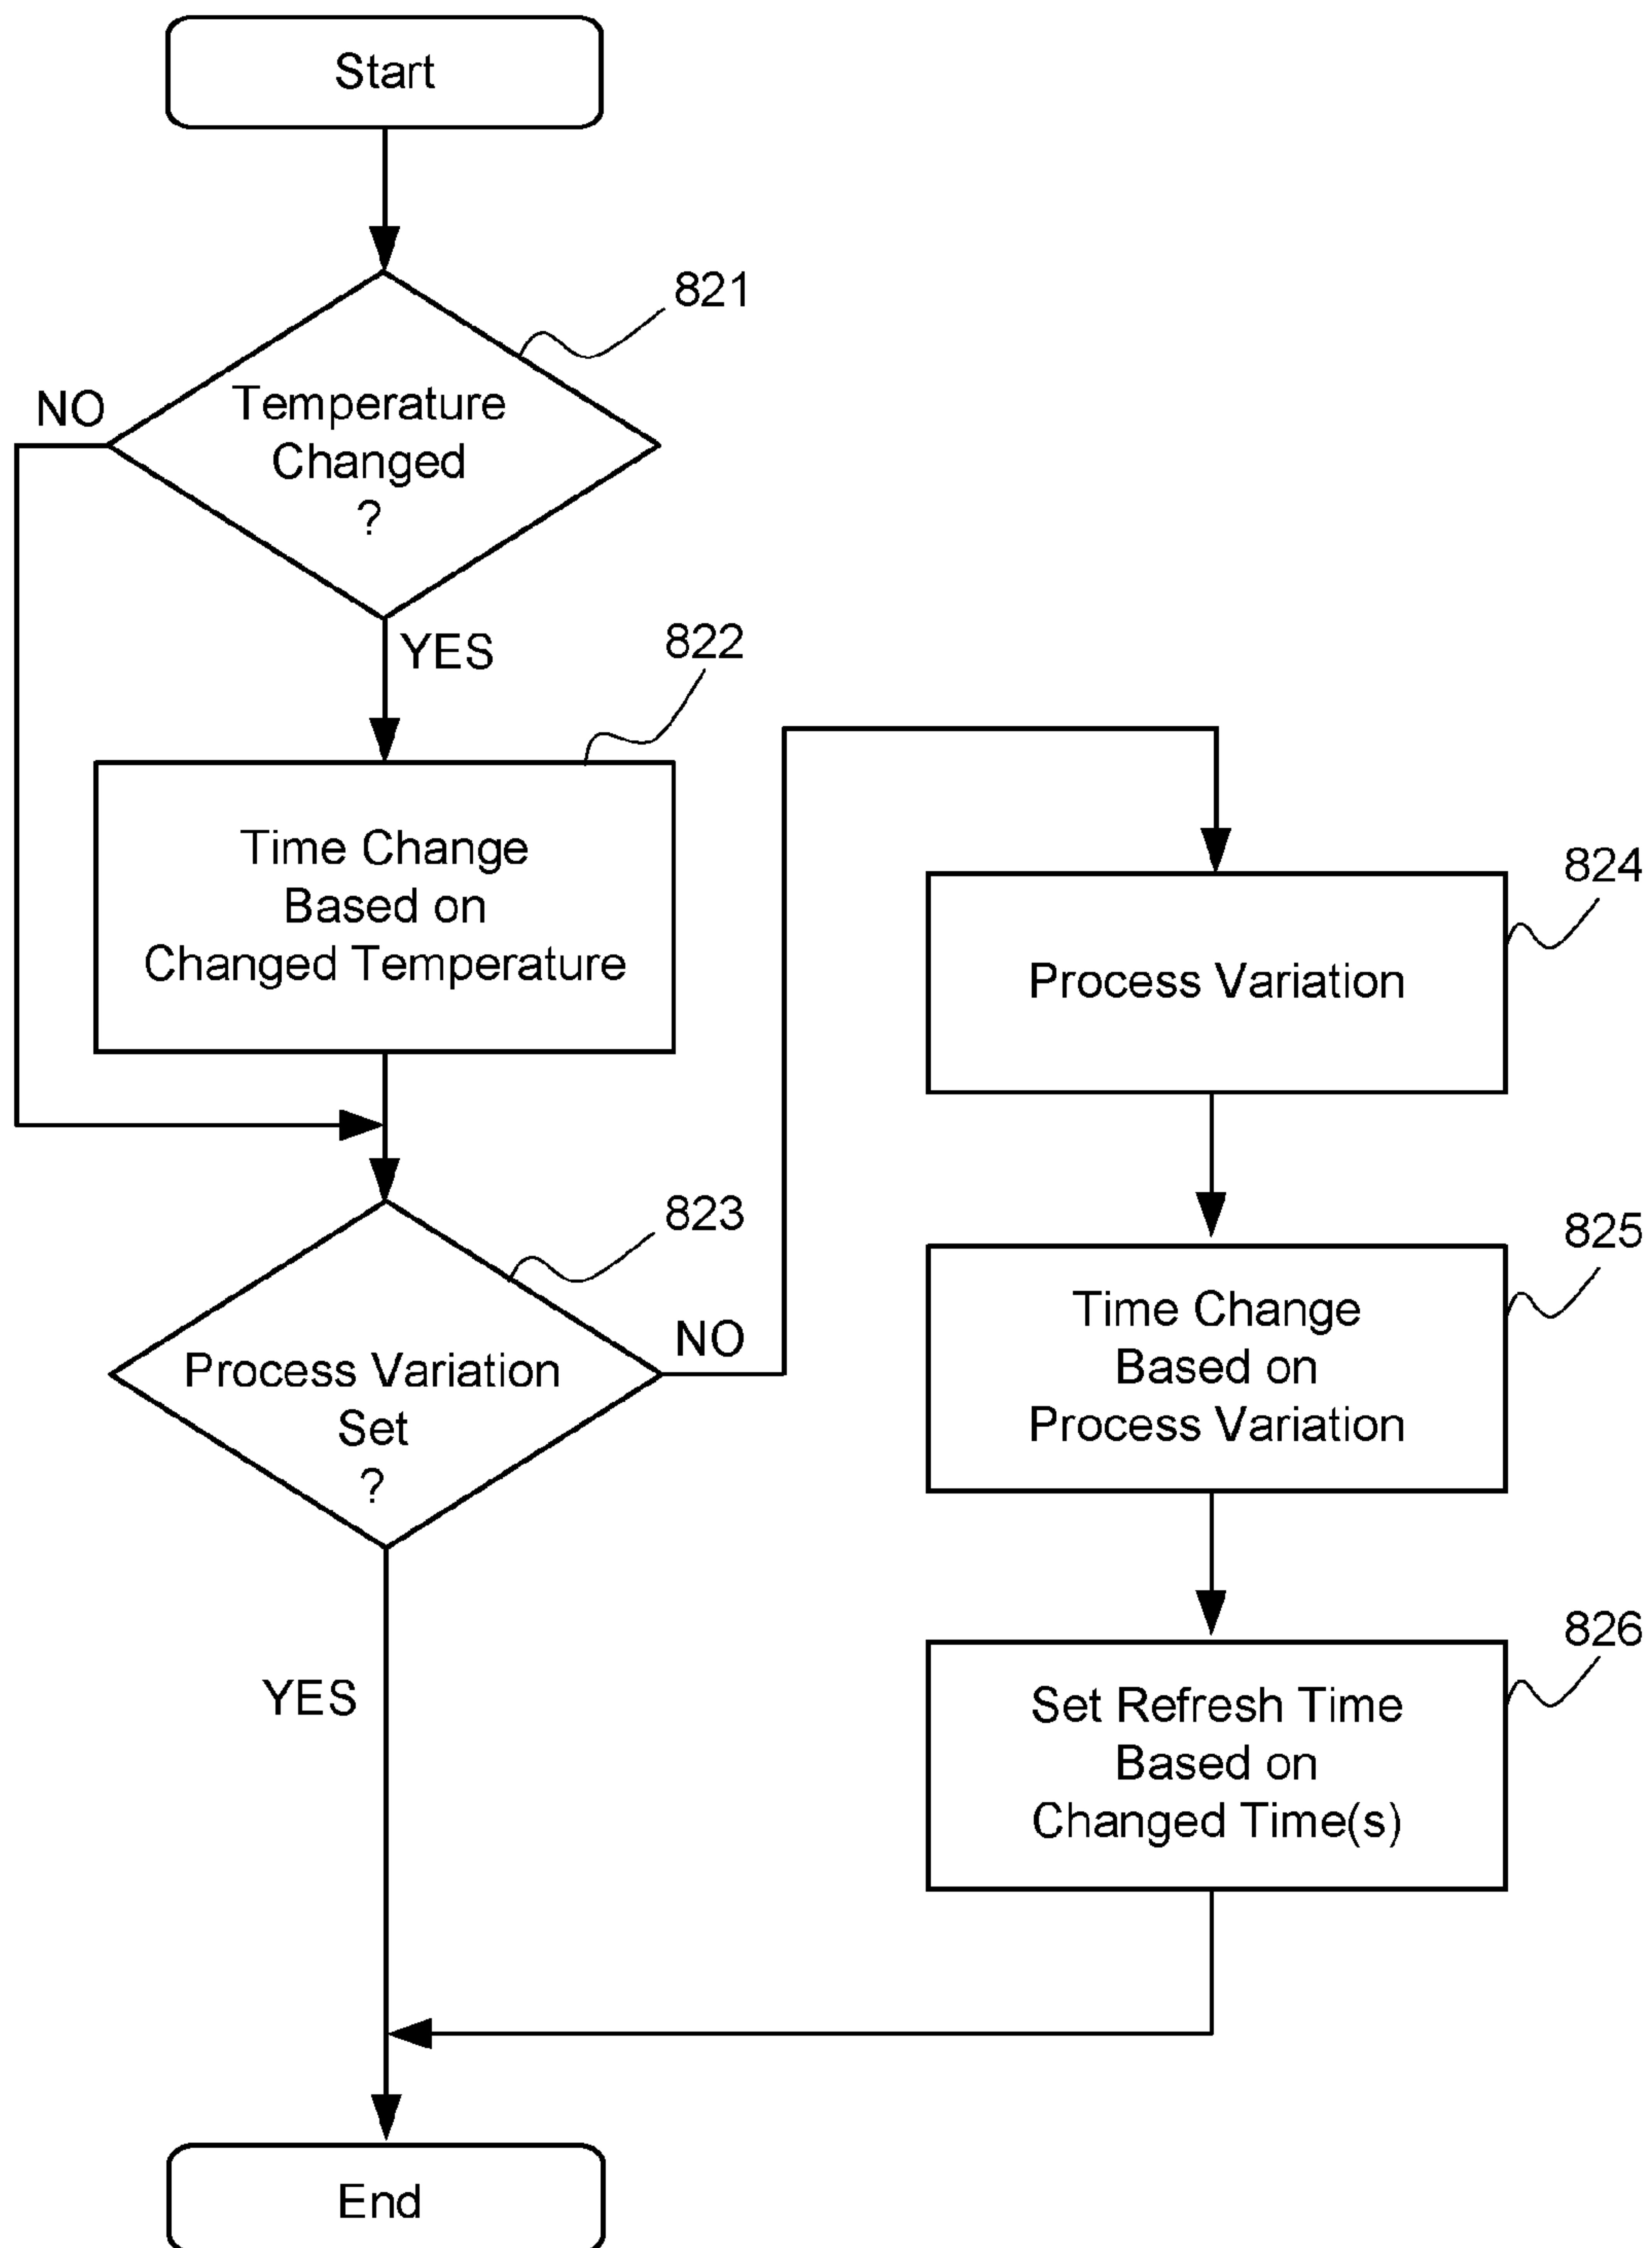 Start
821
NO
Temperature
Changed
?
YES
822
Time Change
Based on
Changed Temperature
823
Process Variation
Set
?
NO
YES
824
Process Variation
825
Time Change
Based on
Process Variation
826
Set Refresh Time
Based on
Changed Time(s)
End